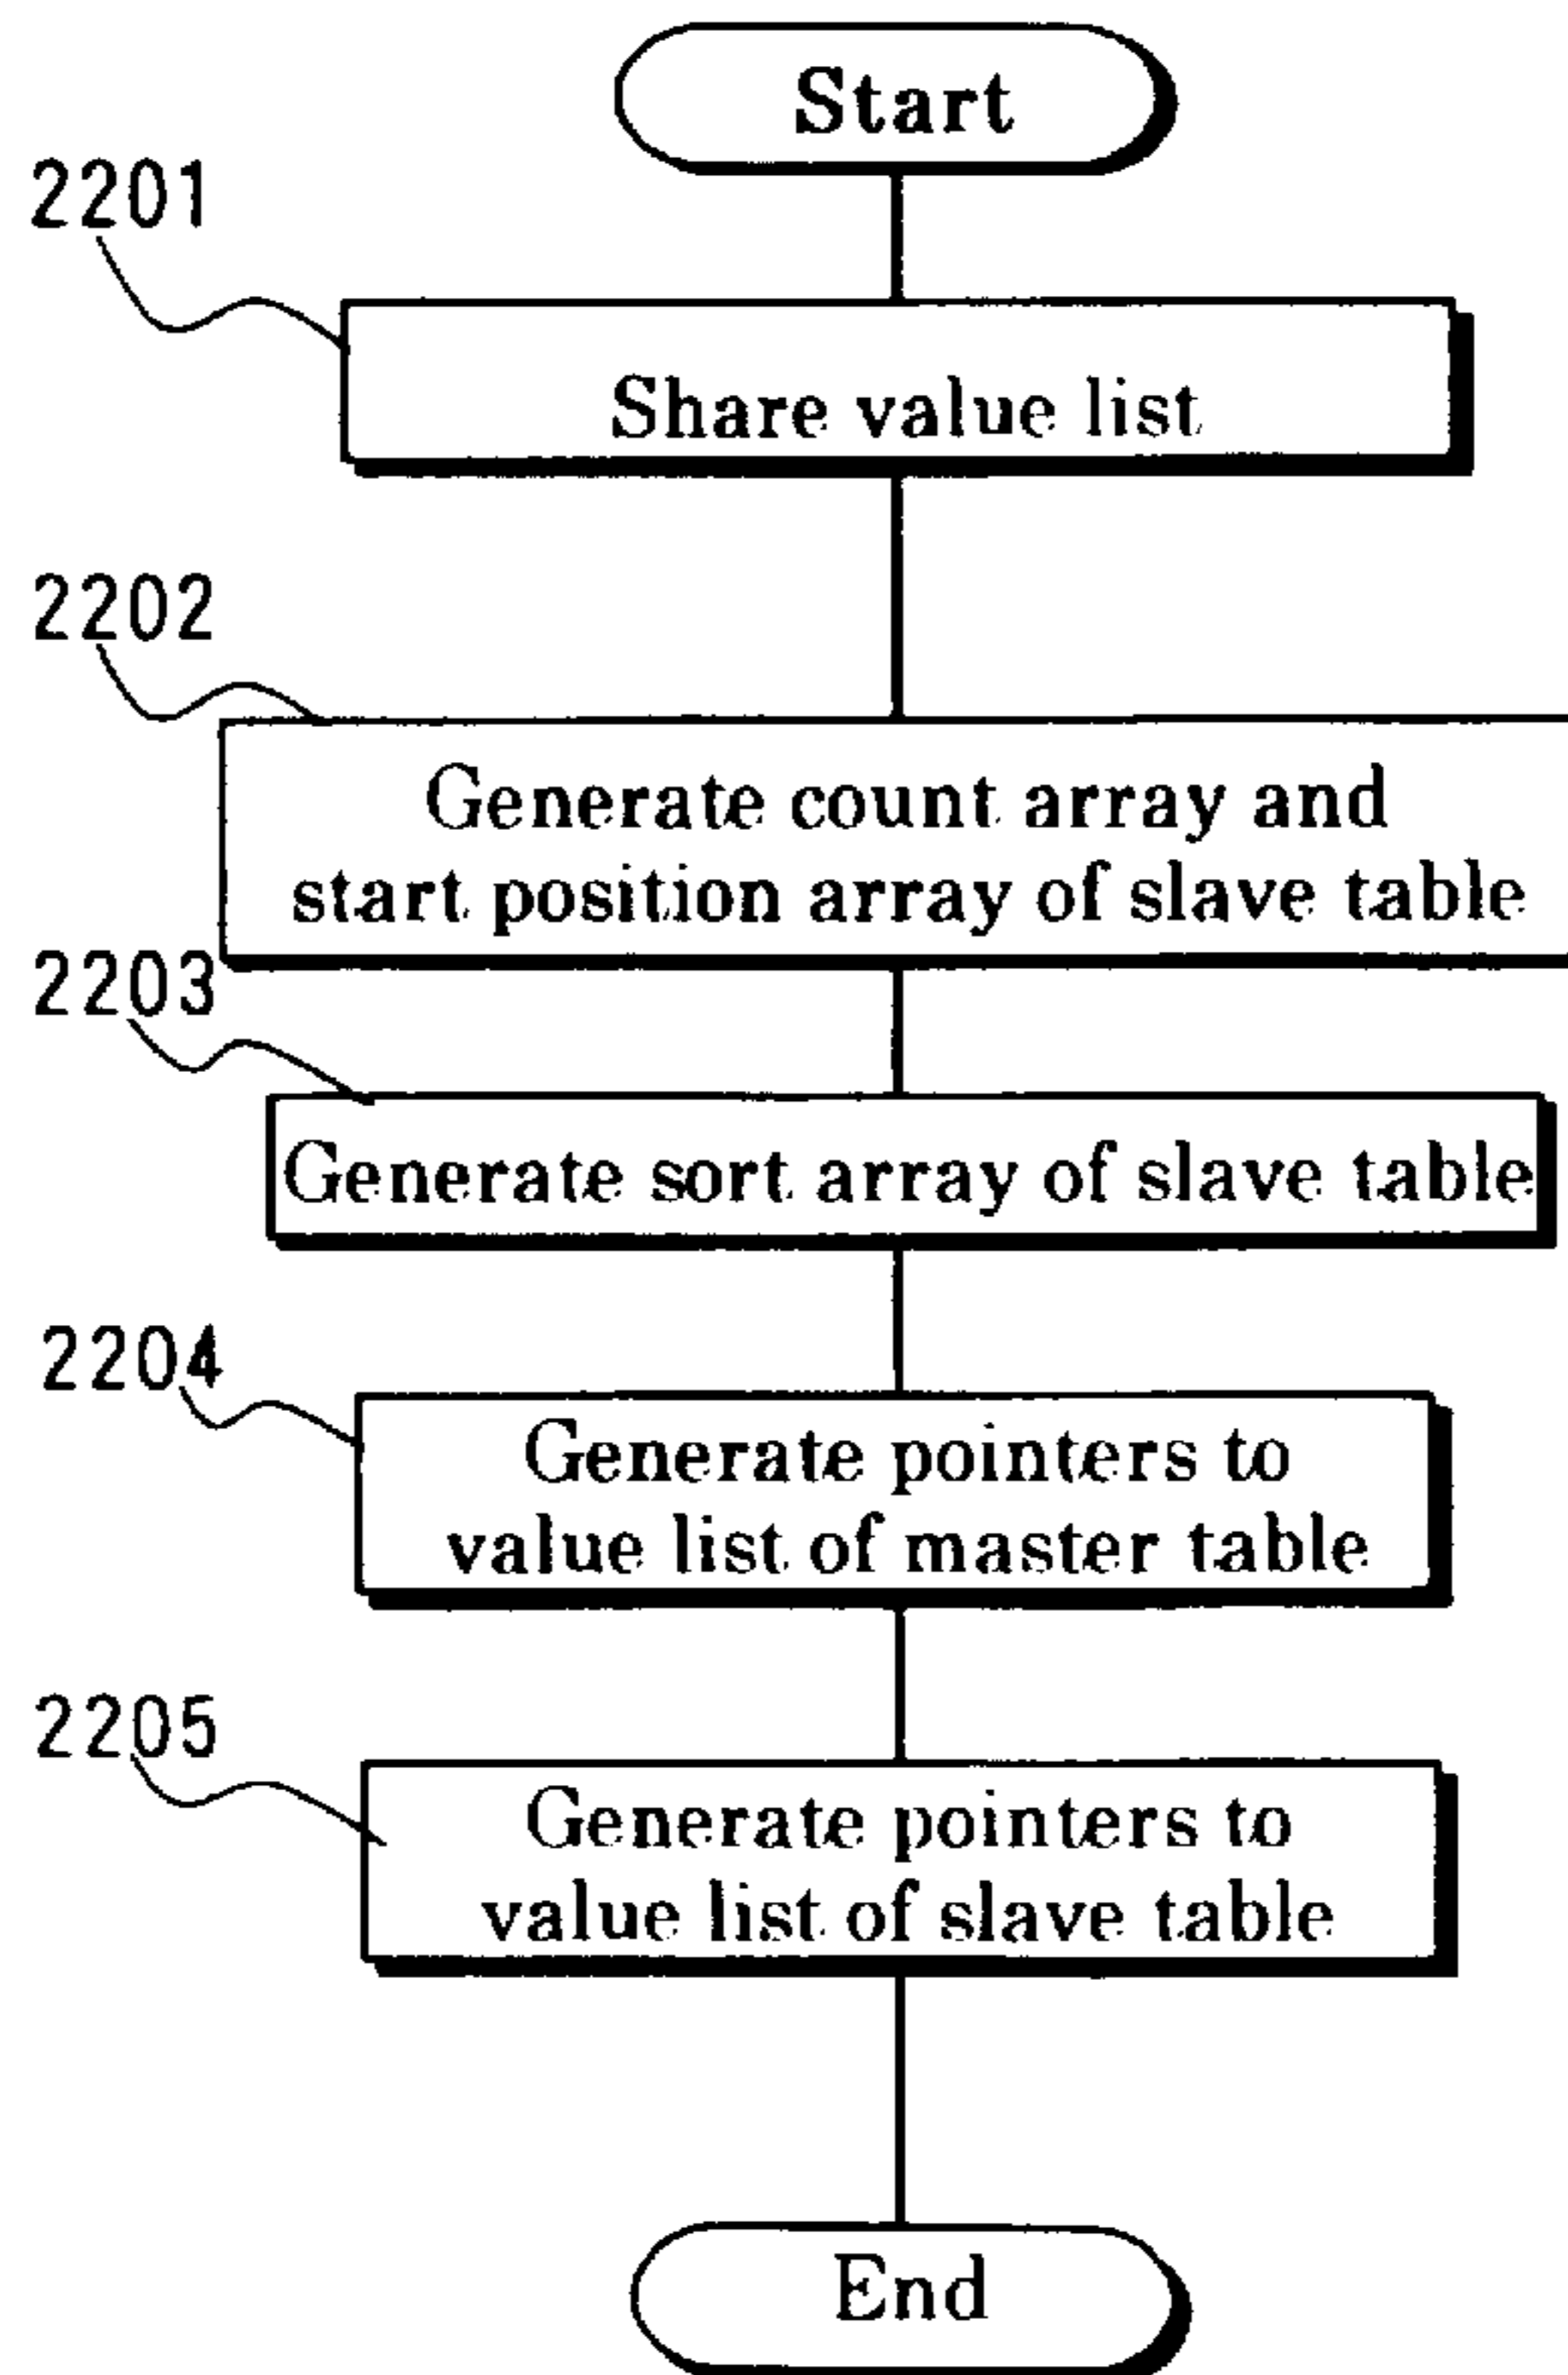 Start
2201
Share value list
2202
Generate count array and
start position array of slave table
2203
Generate sort array of slave table
2204
Generate pointers to
value list of master table
2205
Generate pointers to
value list of slave table
End